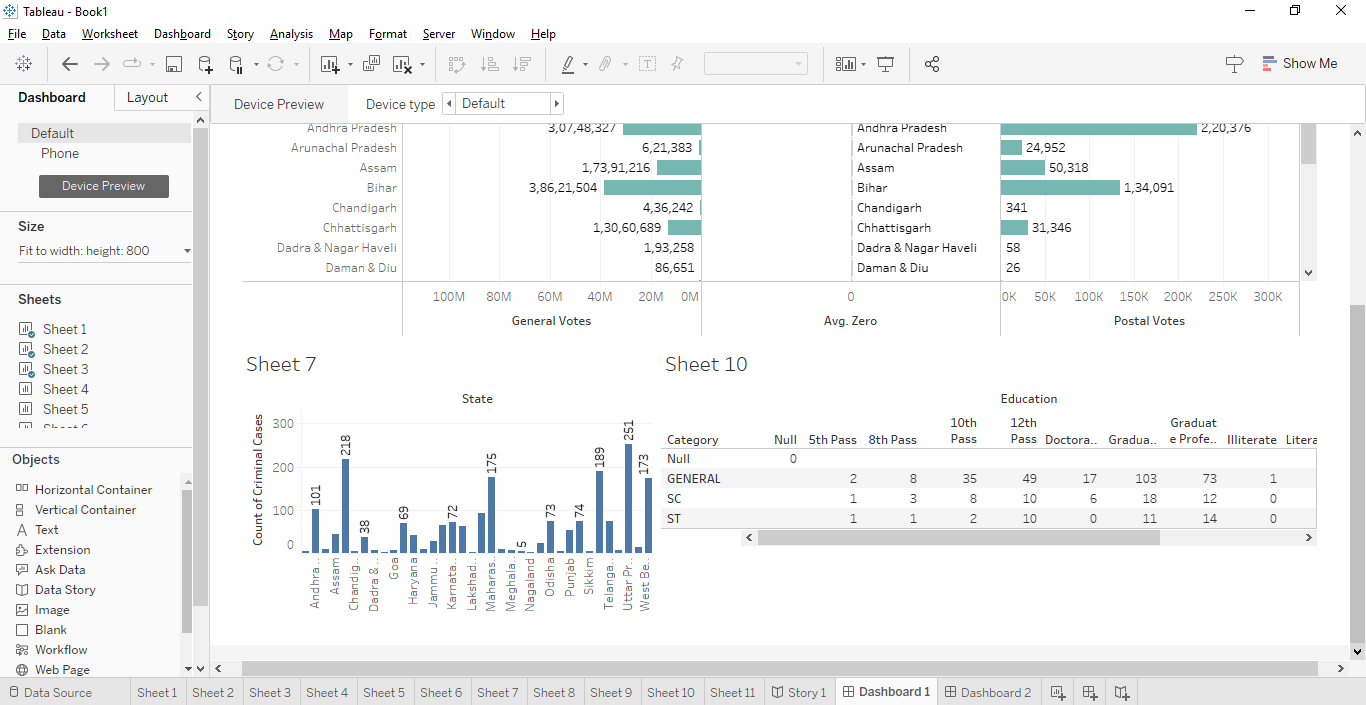 Tableau - Book1
File Data Worksheet Dashboard Story Analysis Map Format Server Window Help
Show Me
Dashboard Layout
Device Preview Device type Default
Default
Phone
Device Preview
Size
Fit to width: height: 800
Sheets
Sheet 1
Sheet 2
Sheet 3
Sheet 4
Sheet 5
Objects
Horizontal Container
Vertical Container
Text
Extension
Ask Data
Data Story
Image
Blank
Workflow
Web Page
Andhra Pradesh 3,07,48,327 Andhra Pradesh 2,20,376
Arunachal Pradesh 6,21,383 Arunachal Pradesh 24,952
Assam 1,73,91,216 Assam 50,318
Bihar 3,86,21,504 Bihar 1,34,091
Chandigarh 4,36,242 Chandigarh 341
Chhattisgarh 1,30,60,689 Chhattisgarh 31,346
Dadra & Nagar Haveli 1,93,258 Dadra & Nagar Haveli 58
Daman & Diu 86,651 Daman & Diu 26
100M 80M 60M 40M 20M 0M 0 0K 50K 100K 150K 200K 250K 300K
General Votes Avg. Zero Postal Votes
Sheet 7
State
Count of Criminal Cases
300
200
100
0
101 218 38 69 72 175 5 73 74 189 251 173
Andhra .. Assam Chandig.. Dadra & .. Goa Haryana Jammu .. Karnata.. Lakshad.. Maharas.. Meghala.. Nagaland Odisha Punjab Sikkim Telanga.. Uttar Pr.. West Be..
Sheet 10
Education
Category Null 5th Pass 8th Pass 10th Pass 12th Pass Doctora.. Gradua.. Graduat e Profe.. Illiterate Litera
Null 0
GENERAL 2 8 35 49 17 103 73 1
SC 1 3 8 10 6 18 12 0
ST 1 1 2 10 0 11 14 0
Data Source Sheet 1 Sheet 2 Sheet 3 Sheet 4 Sheet 5 Sheet 6 Sheet 7 Sheet 8 Sheet 9 Sheet 10 Sheet 11 Story 1 Dashboard 1 Dashboard 2